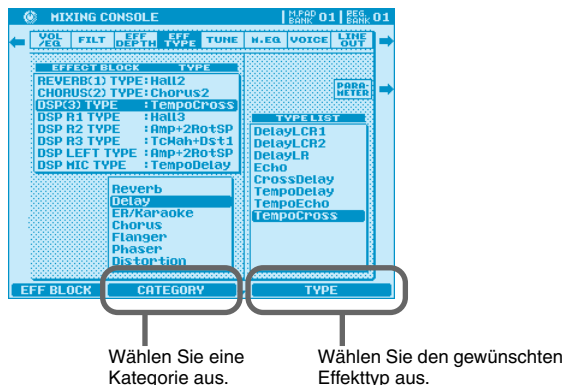 MIXING CONSOLE
M.PAD BANK 01 REG. BANK 01
VOL /EQ FILT EFF DEPTH EFF TYPE TUNE M.EQ VOICE LINE OUT
EFFECT BLOCK TYPE
REVERB(1) TYPE:Hall2
CHORUS(2) TYPE:Chorus2
DSP(3) TYPE :TempoCross
DSP R1 TYPE :Hall3
DSP R2 TYPE :Amp+2RotSP
DSP R3 TYPE :TcWah+Dst1
DSP LEFT TYPE :Amp+2RotSP
DSP MIC TYPE :TempoDelay
PARA-
METER
TYPE LIST
DelayLCR1
DelayLCR2
DelayLR
Echo
CrossDelay
TempoDelay
TempoEcho
TempoCross
Reverb
Delay
ER/Karaoke
Chorus
Flanger
Phaser
Distortion
EFF BLOCK CATEGORY TYPE
Wählen Sie eine
Kategorie aus.
Wählen Sie den gewünschten
Effekttyp aus.